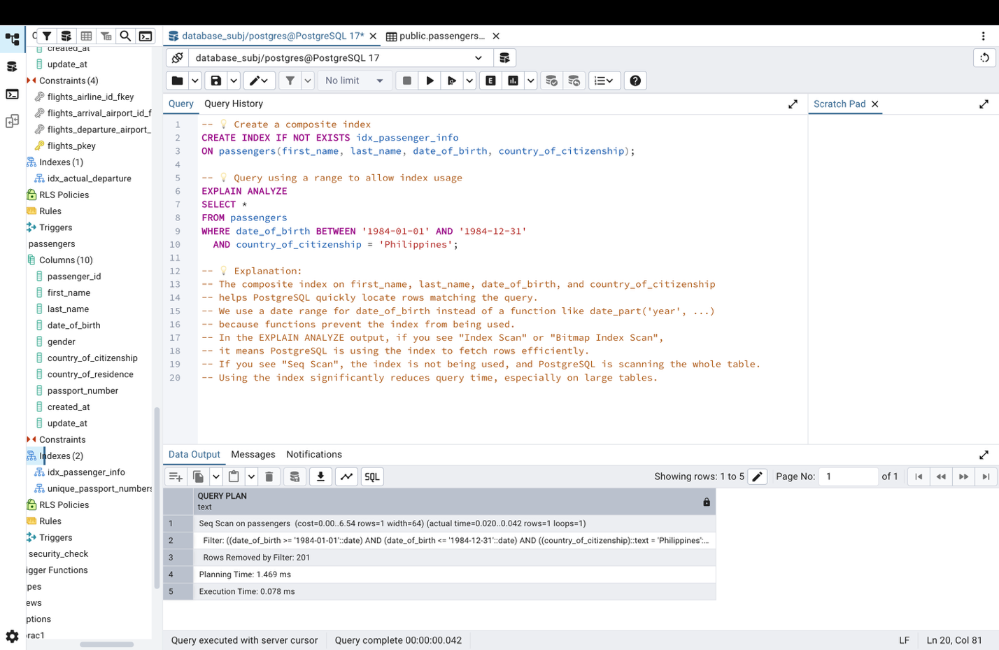 database_subj/postgres@PostgreSQL 17*
public.passengers...
database_subj/postgres@PostgreSQL 17
No limit
E
Query
Query History
Scratch Pad
created_at
update_at
Constraints (4)
flights_airline_id_fkey
flights_arrival_airport_id_f
flights_departure_airport_
flights_pkey
Indexes (1)
idx_actual_departure
RLS Policies
Rules
Triggers
passengers
Columns (10)
passenger_id
first_name
last_name
date_of_birth
gender
country_of_citizenship
country_of_residence
passport_number
created_at
update_at
Constraints
Indexes (2)
idx_passenger_info
unique_passport_numbers
RLS Policies
Rules
Triggers
security_check
igger Functions
pes
ews
ptions
rac1
1 -- 💡 Create a composite index
2 CREATE INDEX IF NOT EXISTS idx_passenger_info
3 ON passengers(first_name, last_name, date_of_birth, country_of_citizenship);
4
5 -- 💡 Query using a range to allow index usage
6 EXPLAIN ANALYZE
7 SELECT *
8 FROM passengers
9 WHERE date_of_birth BETWEEN '1984-01-01' AND '1984-12-31'
10 AND country_of_citizenship = 'Philippines';
11
12 -- 💡 Explanation:
13 -- The composite index on first_name, last_name, date_of_birth, and country_of_citizenship
14 -- helps PostgreSQL quickly locate rows matching the query.
15 -- We use a date range for date_of_birth instead of a function like date_part('year', ...)
16 -- because functions prevent the index from being used.
17 -- In the EXPLAIN ANALYZE output, if you see "Index Scan" or "Bitmap Index Scan",
18 -- it means PostgreSQL is using the index to fetch rows efficiently.
19 -- If you see "Seq Scan", the index is not being used, and PostgreSQL is scanning the whole table.
20 -- Using the index significantly reduces query time, especially on large tables.
Data Output
Messages
Notifications
SQL
Showing rows: 1 to 5
Page No:
1
of 1
QUERY PLAN
text
1 Seq Scan on passengers (cost=0.00..6.54 rows=1 width=64) (actual time=0.020..0.042 rows=1 loops=1)
2 Filter: ((date_of_birth >= '1984-01-01'::date) AND (date_of_birth <= '1984-12-31'::date) AND ((country_of_citizenship)::text = 'Philippines':...
3 Rows Removed by Filter: 201
4 Planning Time: 1.469 ms
5 Execution Time: 0.078 ms
Query executed with server cursor
Query complete 00:00:00.042
LF
Ln 20, Col 81